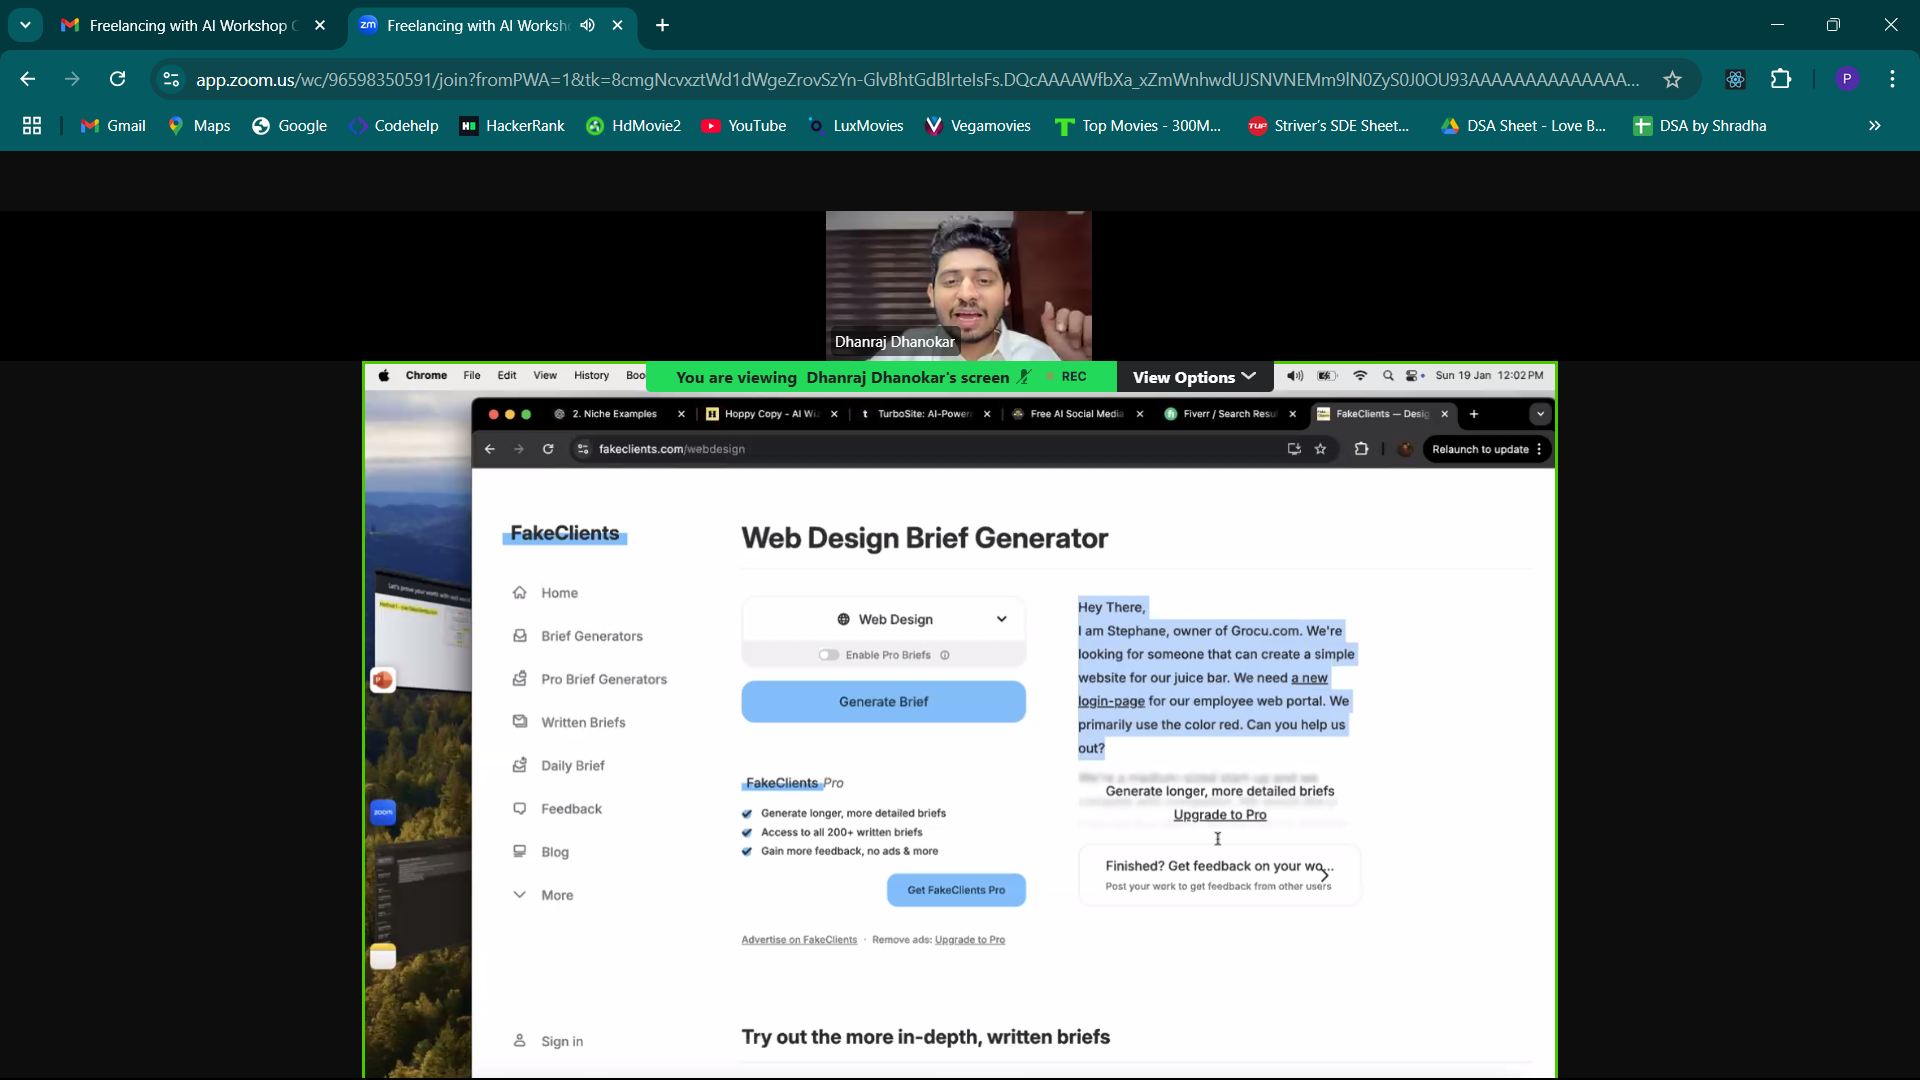 Freelancing with AI Workshop C
zm Freelancing with AI Worksh
app.zoom.us/wc/96598350591/join?fromPWA=1&tk=8cmgNcvxztWd1dWgeZrovSzYn-GlvBhtGdBlrteIsFs.DQcAAAAWfbXa_xZmWnhwdUJSNVNEMm9lN0ZyS0J0OU93AAAAAAAAAAAAAA...
P
Gmail Maps Google Codehelp HackerRank HdMovie2 YouTube LuxMovies Vegamovies Top Movies - 300M... Striver's SDE Sheet... DSA Sheet - Love B... DSA by Shradha
Dhanraj Dhanokar
Chrome File Edit View History Boo
You are viewing Dhanraj Dhanokar's screen REC
View Options
Sun 19 Jan 12:02 PM
2. Niche Examples Hoppy Copy - AI Wi TurboSite: AI-Power Free AI Social Media Fiverr / Search Resu FakeClients — Desig
fakeclients.com/webdesign
Relaunch to update
FakeClients
Home
Brief Generators
Pro Brief Generators
Written Briefs
Daily Brief
Feedback
Blog
More
Sign in
zoom
Web Design Brief Generator
Web Design
Enable Pro Briefs
Generate Brief
FakeClients Pro
Generate longer, more detailed briefs
Access to all 200+ written briefs
Gain more feedback, no ads & more
Get FakeClients Pro
Advertise on FakeClients · Remove ads: Upgrade to Pro
Hey There,
I am Stephane, owner of Grocu.com. We're
looking for someone that can create a simple
website for our juice bar. We need a new
login-page for our employee web portal. We
primarily use the color red. Can you help us
out?
Generate longer, more detailed briefs
Upgrade to Pro
Finished? Get feedback on your wo...
Post your work to get feedback from other users
Try out the more in-depth, written briefs